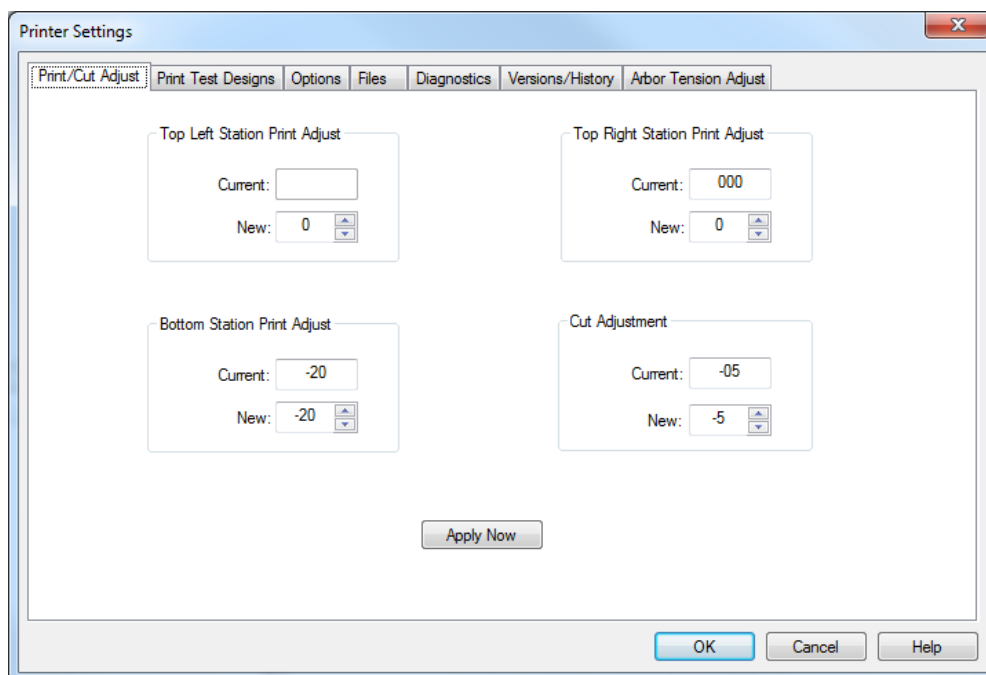 Printer Settings
Print/Cut Adjust Print Test Designs Options Files Diagnostics Versions/History Arbor Tension Adjust
Top Left Station Print Adjust
Current:
New: 0
Top Right Station Print Adjust
Current: 000
New: 0
Bottom Station Print Adjust
Current: -20
New: -20
Cut Adjustment
Current: -05
New: -5
Apply Now
OK Cancel Help